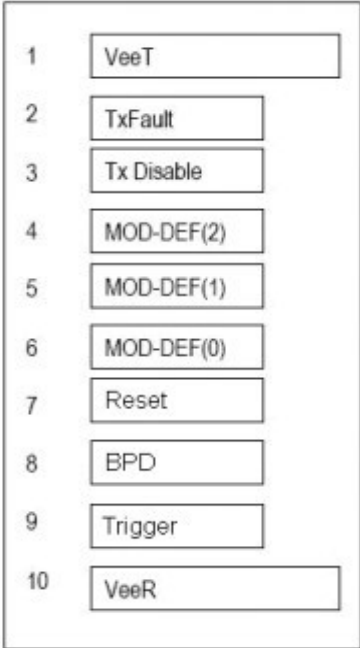 1 VeeT
2 TxFault
3 Tx Disable
4 MOD-DEF(2)
5 MOD-DEF(1)
6 MOD-DEF(0)
7 Reset
8 BPD
9 Trigger
10 VeeR